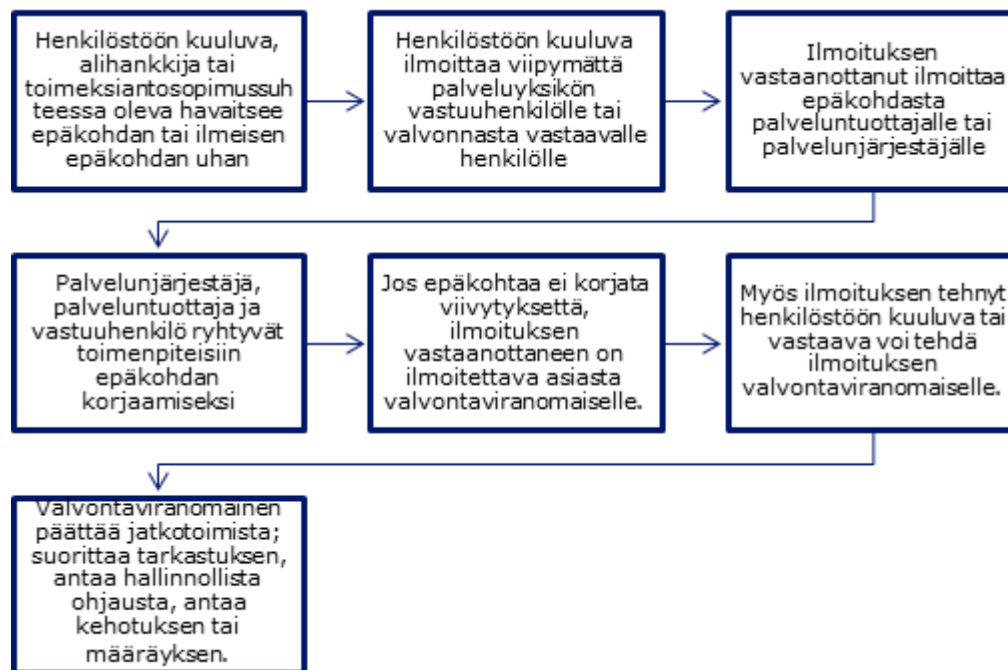 Henkilöstöön kuuluva,
alihankkija tai
toimeksiantosopimussuh
teessa oleva havaitsee
epäkohdan tai ilmeisen
epäkohdan uhan
Henkilöstöön kuuluva
ilmoittaa viipymättä
palveluyksikön
vastuuhenkilölle tai
valvonnasta vastaavalle
henkilölle
Ilmoituksen
vastaanottanut ilmoittaa
epäkohdasta
palveluntuottajalle tai
palvelunjärjestäjälle
Palvelunjärjestäjä,
palveluntuottaja ja
vastuuhenkilö ryhtyvät
toimenpiteisiin
epäkohdan
korjaamiseksi
Jos epäkohtaa ei korjata
viivytyksettä,
ilmoituksen
vastaanottaneen on
ilmoitettava asiasta
valvontaviranomaiselle.
Myös ilmoituksen tehnyt
henkilöstöön kuuluva tai
vastaava voi tehdä
ilmoituksen
valvontaviranomaiselle.
Valvontaviranomainen
päättää jatkotoimista;
suorittaa tarkastuksen,
antaa hallinnollista
ohjausta, antaa
kehotuksen tai
määräyksen.